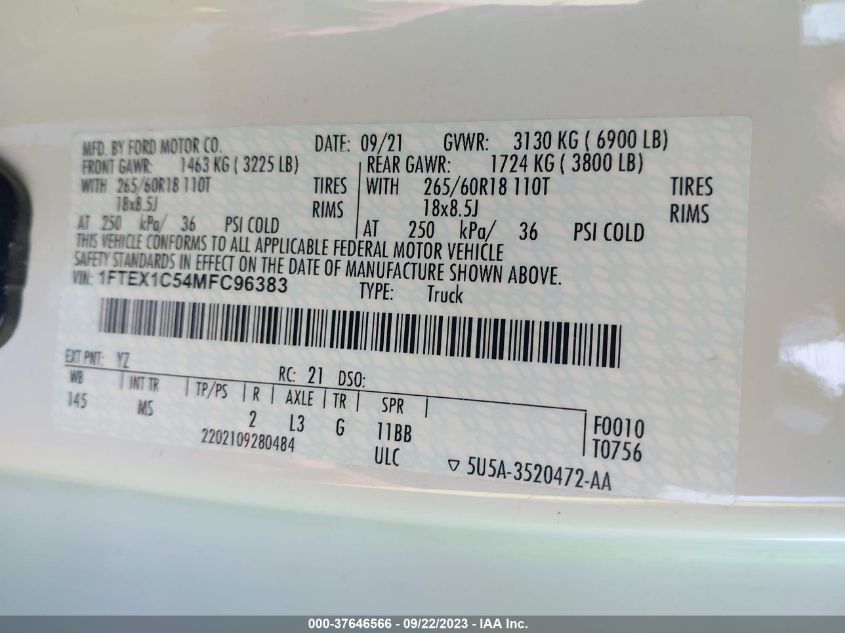 MFD. BY FORD MOTOR CO. DATE: 09/21 GVWR: 3130 KG ( 6900 LB)
FRONT GAWR: 1463 KG ( 3225 LB) REAR GAWR: 1724 KG ( 3800 LB)
WITH 265/60R18 110T TIRES WITH 265/60R18 110T TIRES
18x8.5J RIMS 18x8.5J RIMS
AT 250 kPa/ 36 PSI COLD AT 250 kPa/ 36 PSI COLD
THIS VEHICLE CONFORMS TO ALL APPLICABLE FEDERAL MOTOR VEHICLE
SAFETY STANDARDS IN EFFECT ON THE DATE OF MANUFACTURE SHOWN ABOVE.
VIN: 1FTEX1C54MFC96383 TYPE: Truck
EXT PNT: YZ RC: 21 DSO:
WB INT TR TP/PS R AXLE TR SPR
145 MS 2 L3 G 11BB F0010
2202109280484 ULC T0756
5U5A-3520472-AA
000-37646566 - 09/22/2023 - IAA Inc.